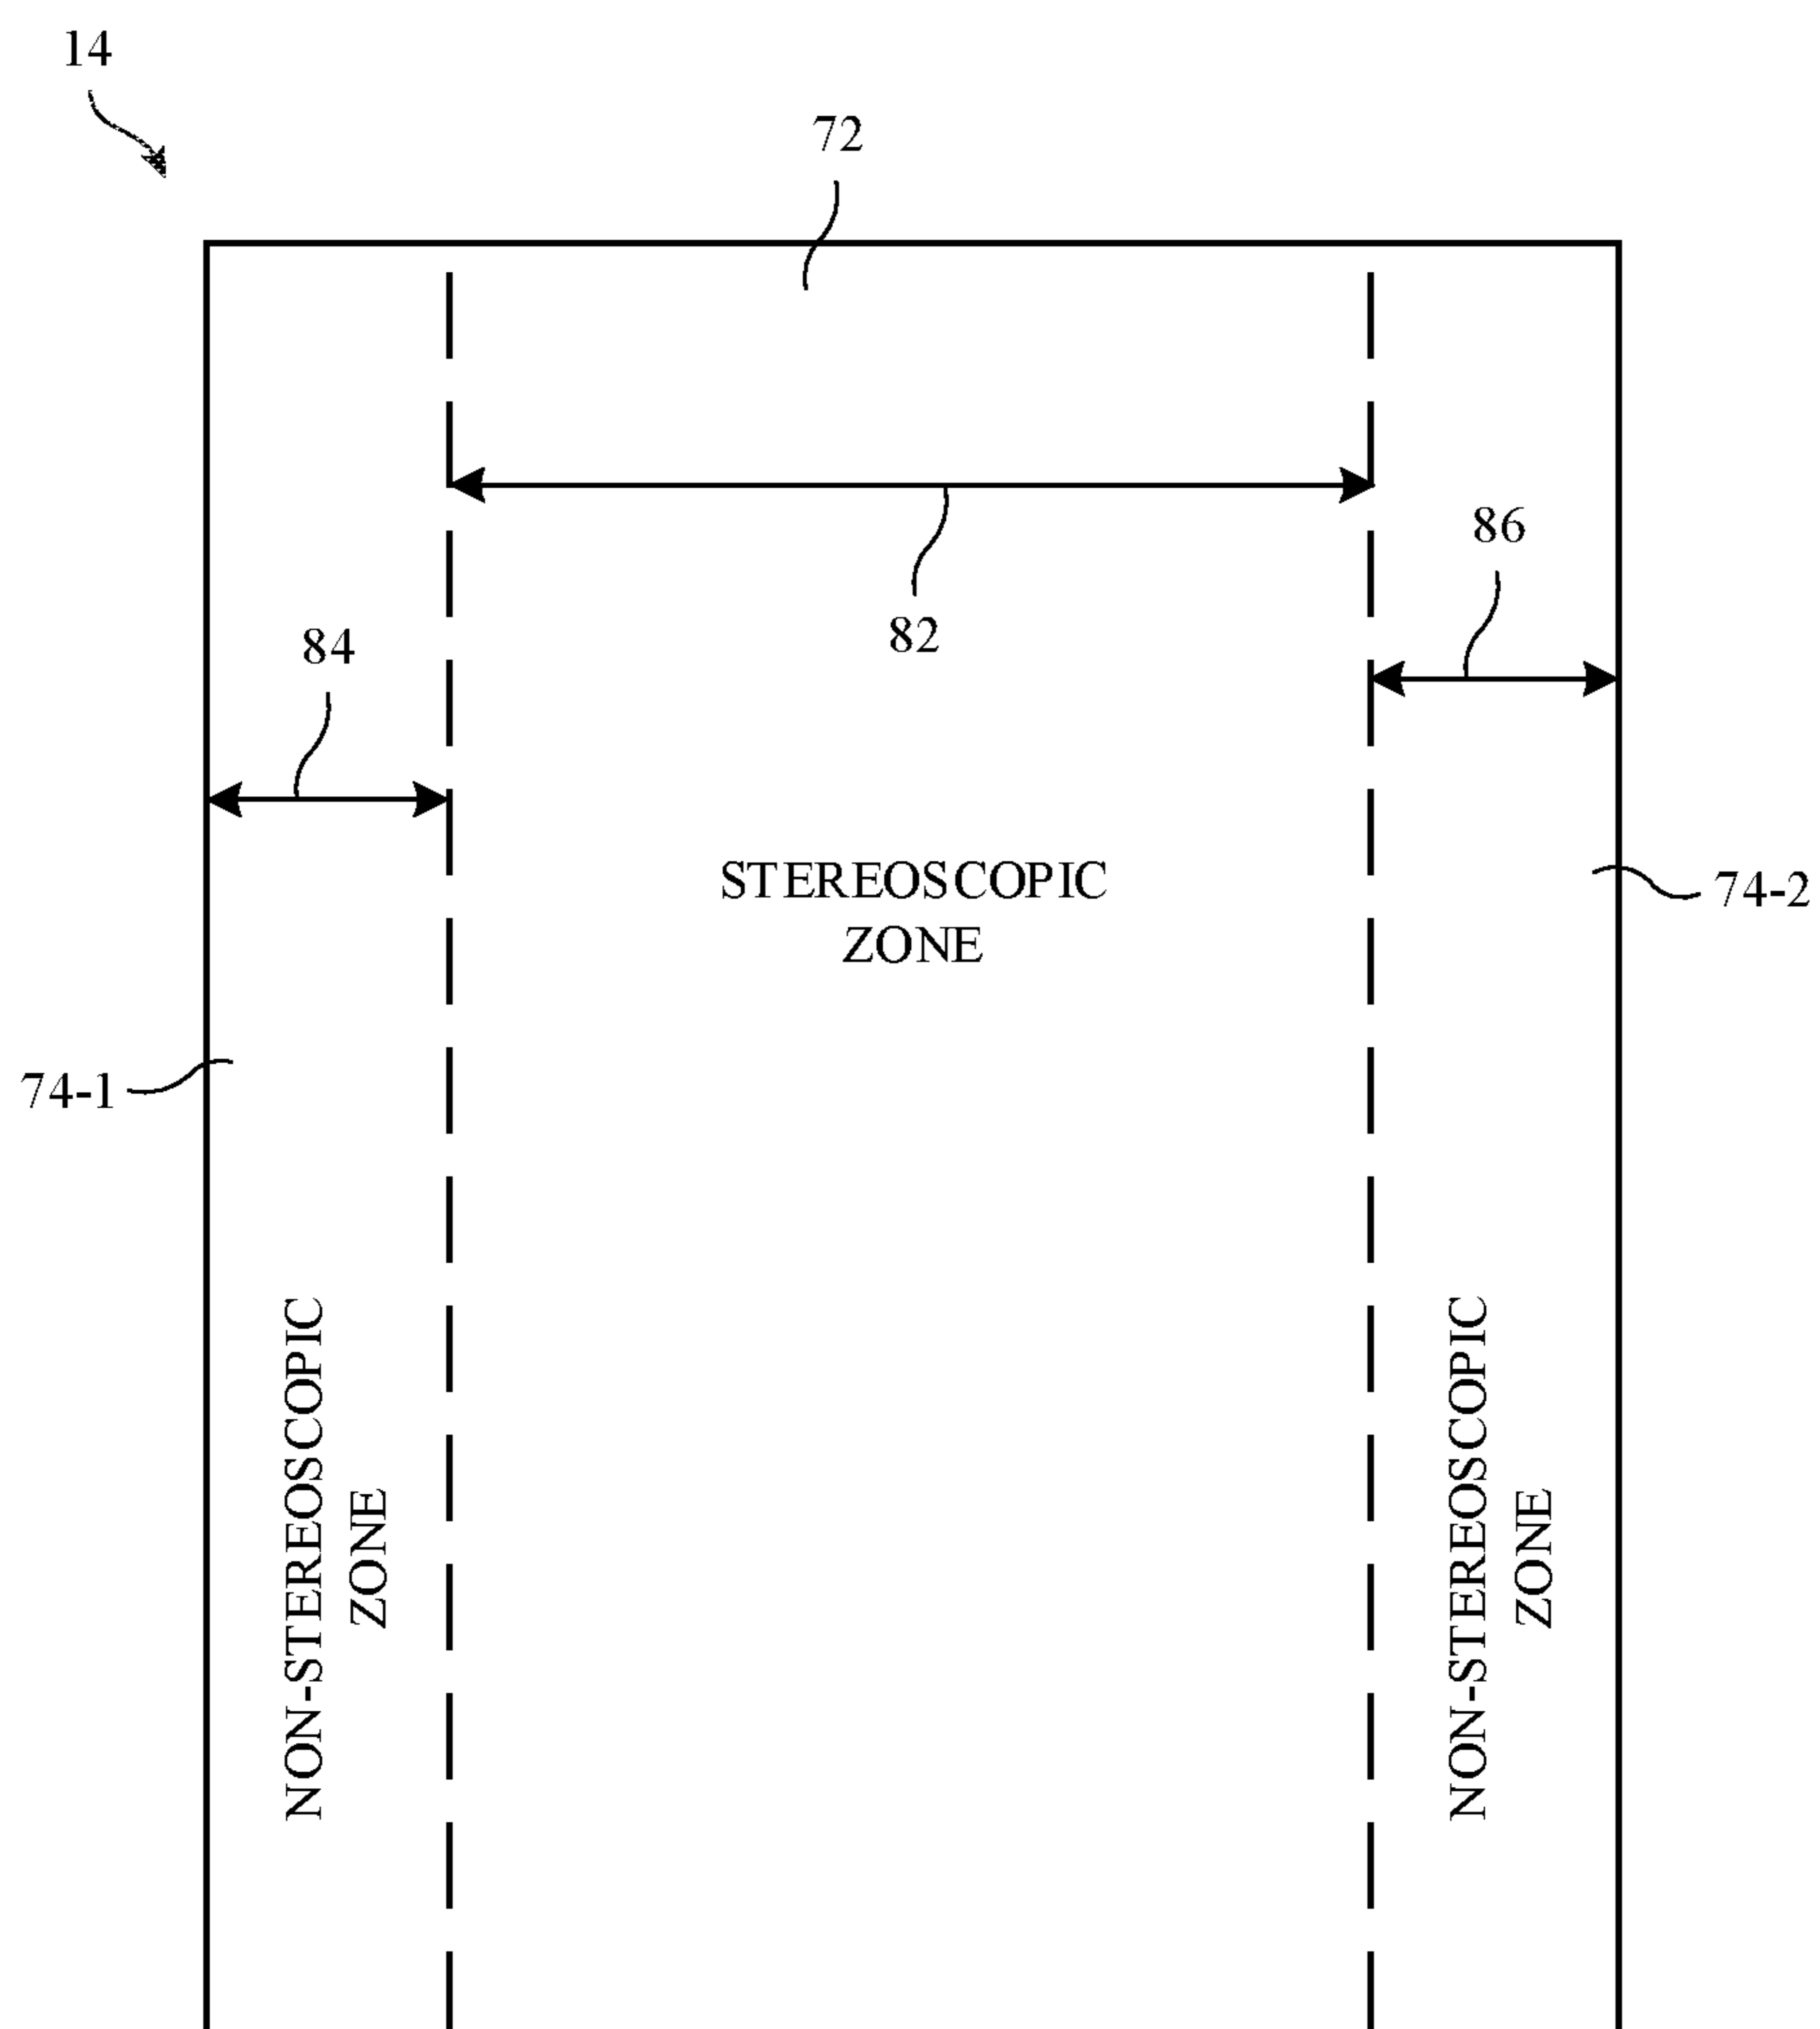 14
72
86
82
84
STEREOSCOPIC
ZONE
74-2
74-1
NON-STEREOSCOPIC
ZONE
NON-STEREOSCOPIC
ZONE